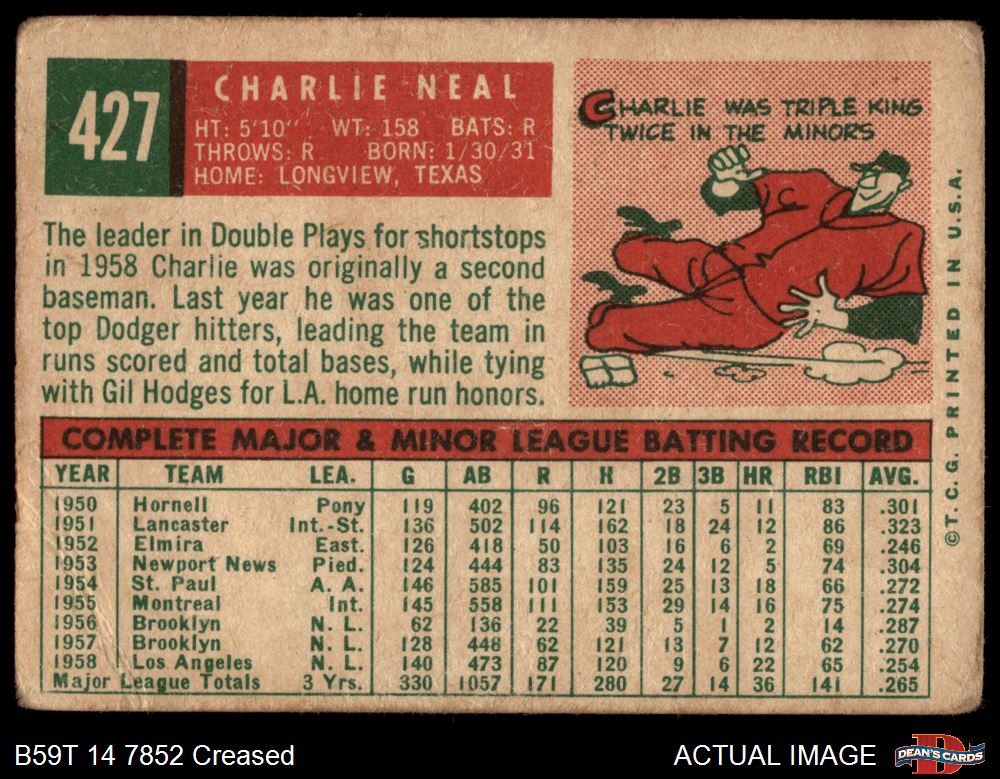 427
CHARLIE NEAL
HT: 5'10" WT: 158 BATS: R
THROWS: R BORN: 1/30/31
HOME: LONGVIEW, TEXAS
CHARLIE WAS TRIPLE KING
TWICE IN THE MINORS
The leader in Double Plays for shortstops
in 1958 Charlie was originally a second
baseman. Last year he was one of the
top Dodger hitters, leading the team in
runs scored and total bases, while tying
with Gil Hodges for L.A. home run honors.
©T.C.G. PRINTED IN U.S.A.
COMPLETE MAJOR & MINOR LEAGUE BATTING RECORD
YEAR TEAM LEA. G AB R H 2B 3B HR RBI AVG.
1950 Hornell Pony 119 402 96 121 23 5 11 83 .301
1951 Lancaster Int.-St. 136 502 114 162 18 24 12 86 .323
1952 Elmira East. 126 418 50 103 16 6 2 69 .246
1953 Newport News Pied. 124 444 83 135 24 12 5 74 .304
1954 St. Paul A. A. 146 585 101 159 25 13 18 66 .272
1955 Montreal Int. 145 558 111 153 29 14 16 75 .274
1956 Brooklyn N. L. 62 136 22 39 5 1 2 14 .287
1957 Brooklyn N. L. 128 448 62 121 13 7 12 62 .270
1958 Los Angeles N. L. 140 473 87 120 9 6 22 65 .254
Major League Totals 3 Yrs. 330 1057 171 280 27 14 36 141 .265
B59T 14 7852 Creased
ACTUAL IMAGE
DEAN'S CARDS